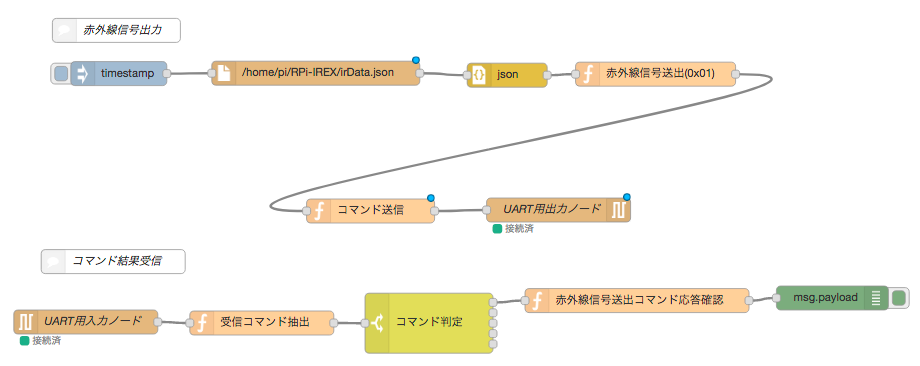 赤外線信号出力
timestamp
/home/pi/RPi-IREX/irData.json
json
赤外線信号送出(0x01)
コマンド送信
UART用出力ノード
接続済
コマンド結果受信
UART用入力ノード
接続済
受信コマンド抽出
コマンド判定
赤外線信号送出コマンド応答確認
msg.payload